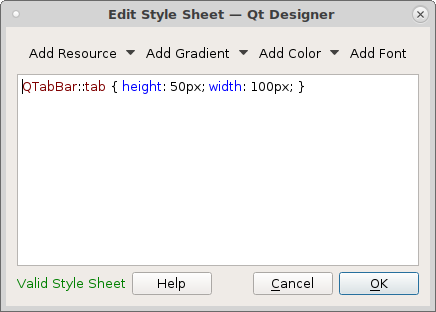 Edit Style Sheet — Qt Designer
Add Resource Add Gradient Add Color Add Font
QTabBar::tab { height: 50px; width: 100px; }
Valid Style Sheet Help Cancel OK